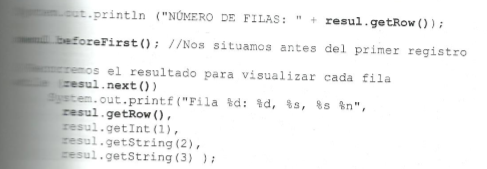 System.out.println ("NÚMERO DE FILAS: " + resul.getRow());
resul.beforeFirst(); //Nos situamos antes del primer registro
//Recorremos el resultado para visualizar cada fila
while (resul.next())
System.out.printf("Fila %d: %d, %s, %s %n",
resul.getRow(),
resul.getInt(1),
resul.getString(2),
resul.getString(3) );